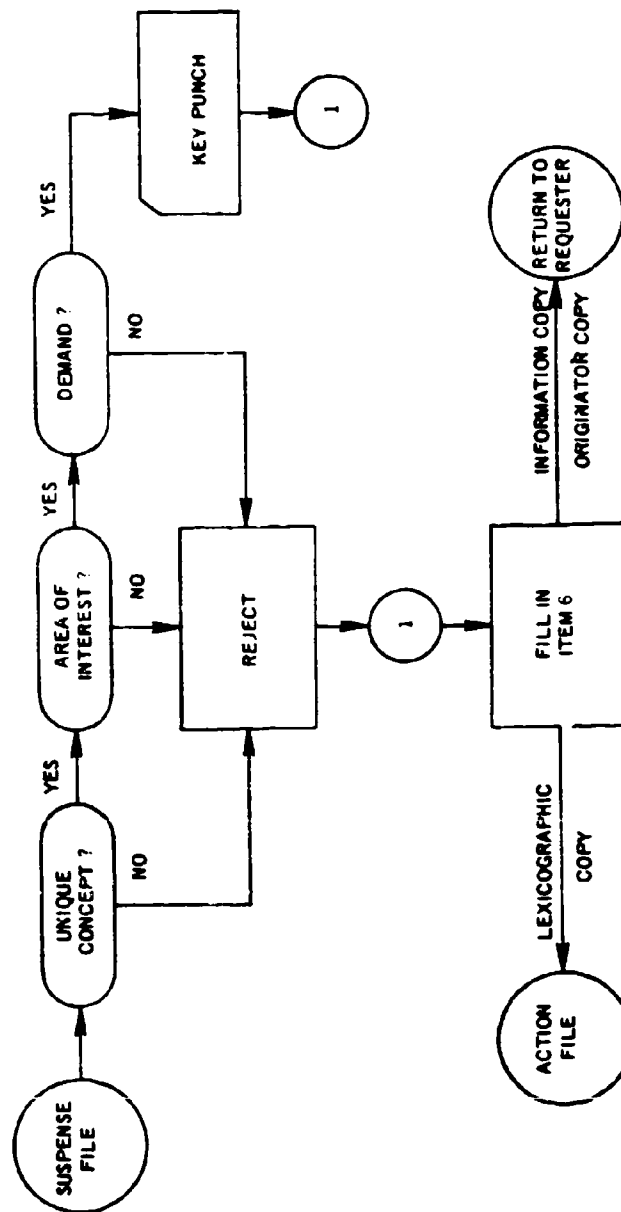 SUSPENSE
FILE
UNIQUE
CONCEPT ?
YES
NO
AREA OF
INTEREST ?
YES
NO
DEMAND ?
YES
NO
KEY PUNCH
1
REJECT
1
FILL IN
ITEM 6
LEXICOGRAPHIC
COPY
ACTION
FILE
INFORMATION COPY
ORIGINATOR COPY
RETURN TO
REQUESTER